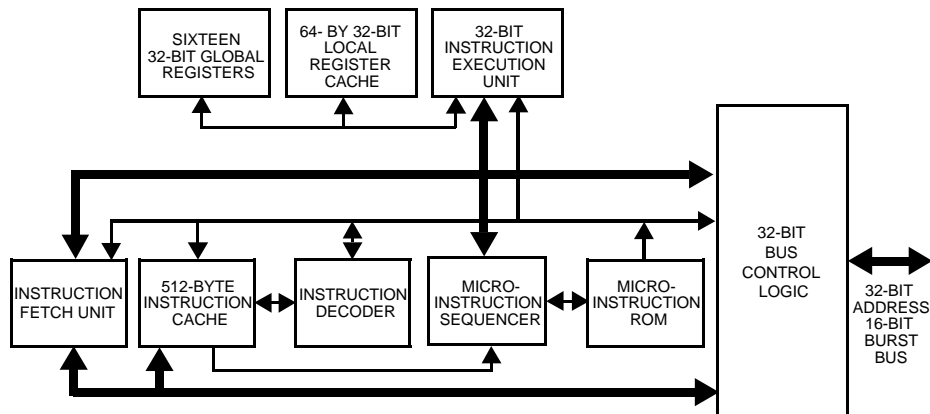 SIXTEEN
32-BIT GLOBAL
REGISTERS
64- BY 32-BIT
LOCAL
REGISTER
CACHE
32-BIT
INSTRUCTION
EXECUTION
UNIT
INSTRUCTION
FETCH UNIT
512-BYTE
INSTRUCTION
CACHE
INSTRUCTION
DECODER
MICRO-
INSTRUCTION
SEQUENCER
MICRO-
INSTRUCTION
ROM
32-BIT
BUS
CONTROL
LOGIC
32-BIT
ADDRESS
16-BIT
BURST
BUS